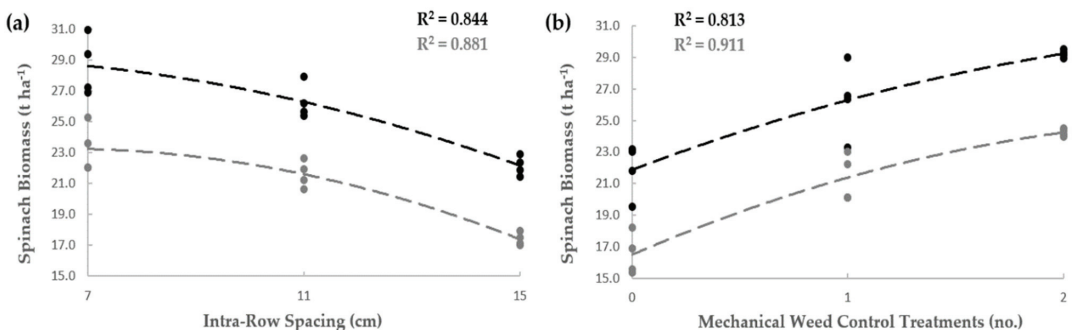 (a)
R² = 0.844
R² = 0.881
Spinach Biomass (t ha⁻¹)
31.0
29.0
27.0
25.0
23.0
21.0
19.0
17.0
15.0
7
11
15
Intra-Row Spacing (cm)
(b)
R² = 0.813
R² = 0.911
Spinach Biomass (t ha⁻¹)
31.0
29.0
27.0
25.0
23.0
21.0
19.0
17.0
15.0
0
1
2
Mechanical Weed Control Treatments (no.)